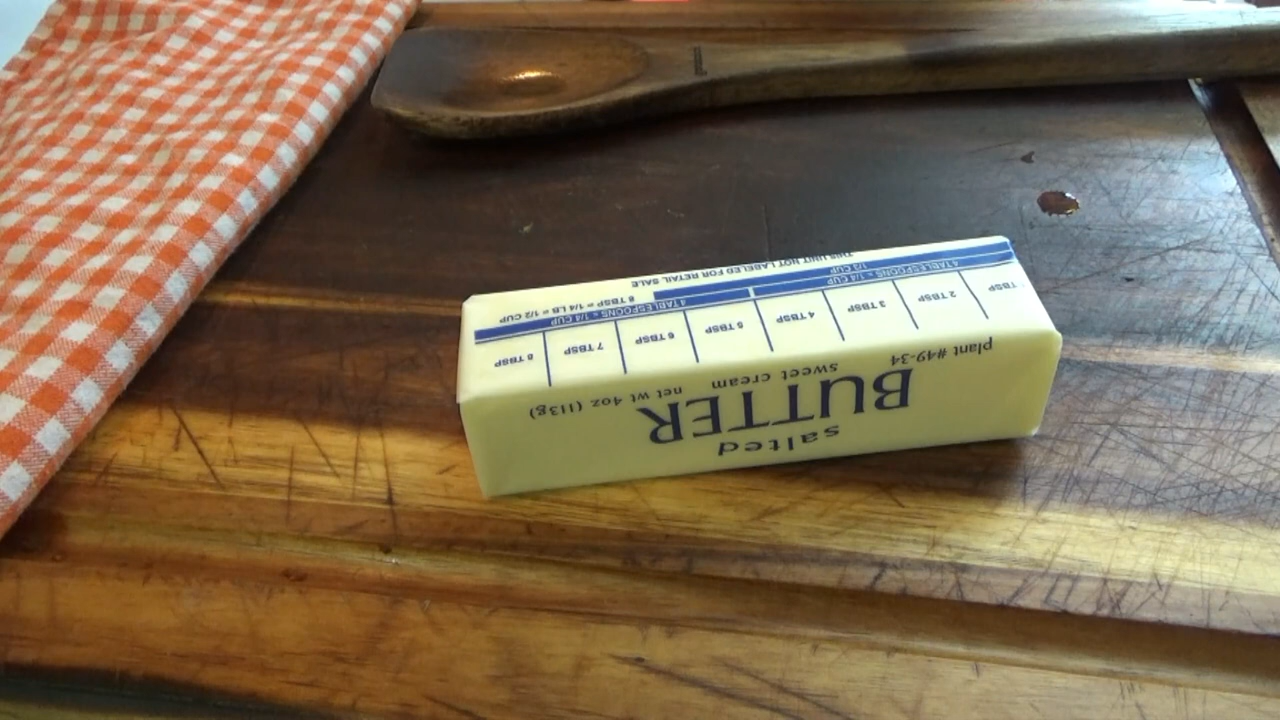 salted
BUTTER
sweet cream
net wt 4oz (113g)
plant #49-34
TBSP
2 TBSP
3 TBSP
4 TBSP
5 TBSP
6 TBSP
7 TBSP
8 TBSP
4 TABLESPOONS = 1/4 CUP
4 TABLESPOONS = 1/4 CUP
1/3 CUP
8 TBSP = 1/4 LB = 1/2 CUP
THIS UNIT NOT LABELED FOR RETAIL SALE